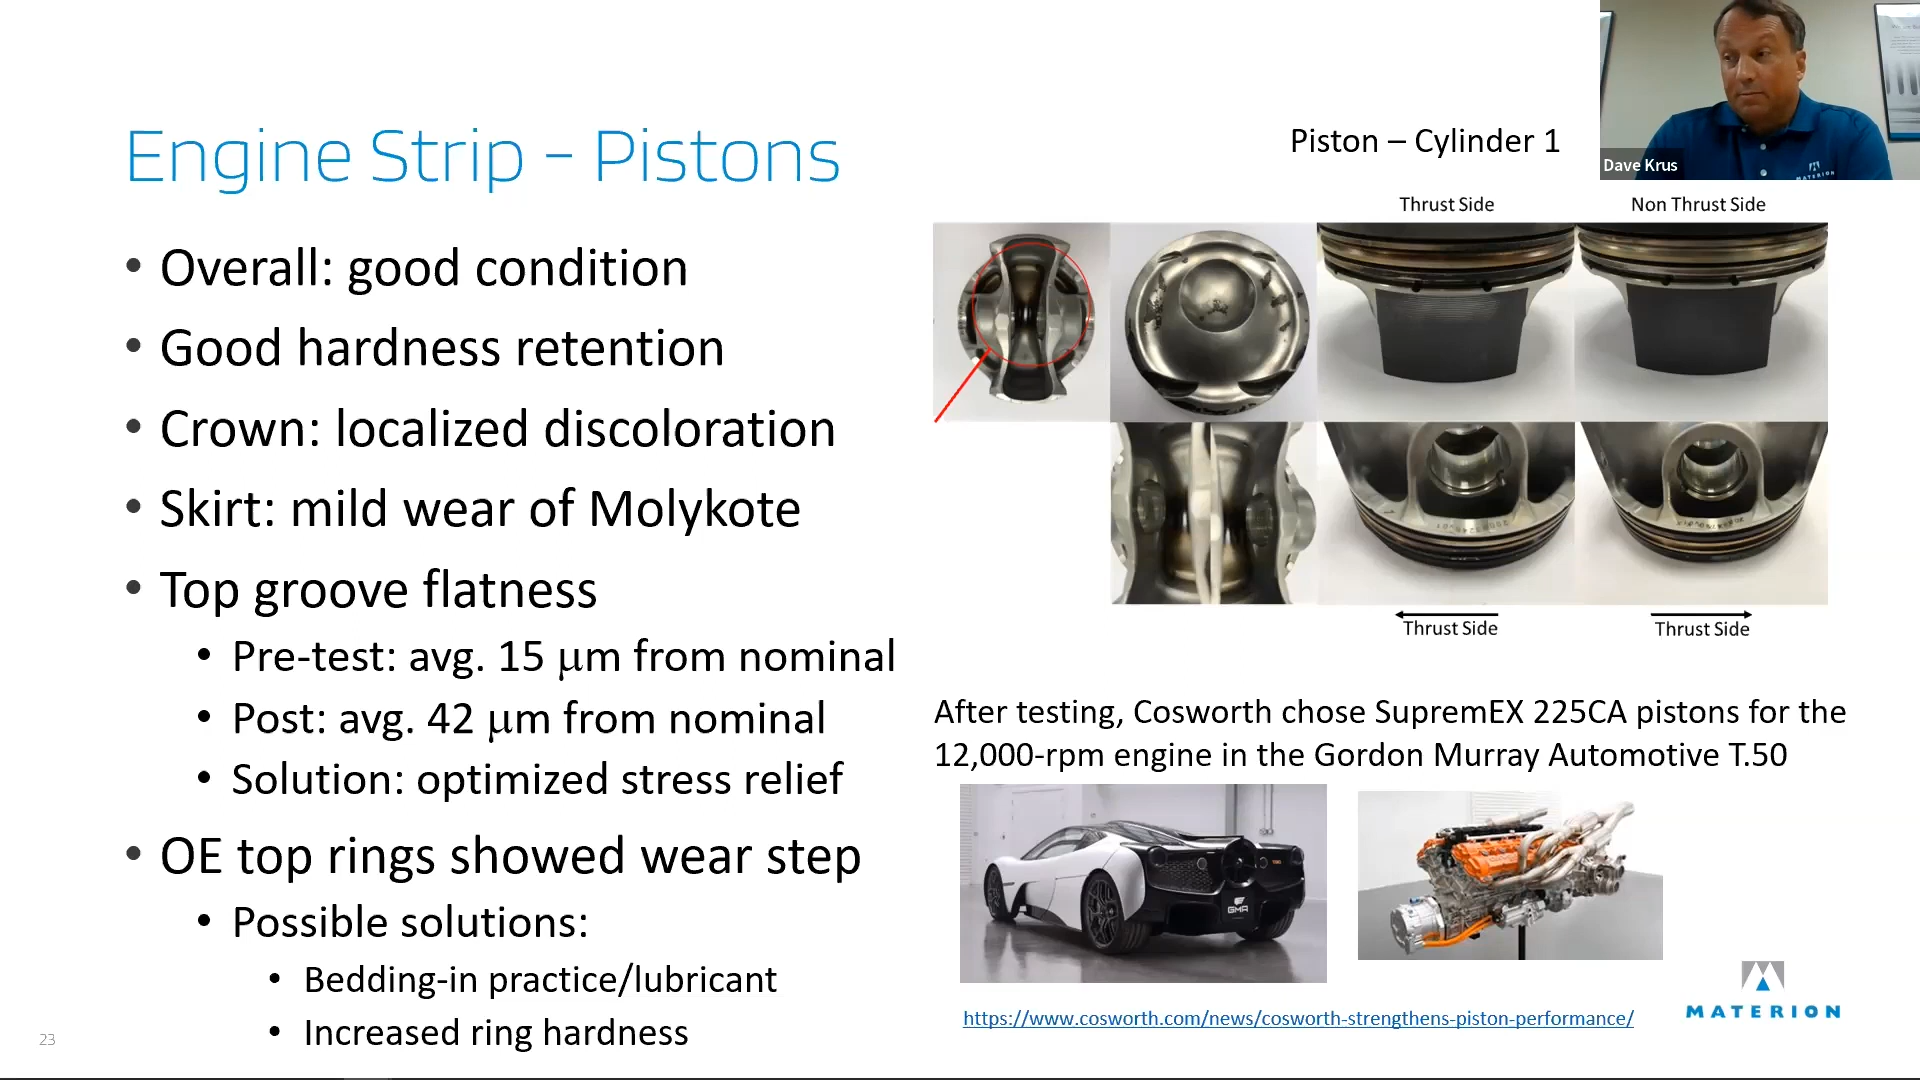 Engine Strip – Pistons
• Overall: good condition
• Good hardness retention
• Crown: localized discoloration
• Skirt: mild wear of Molykote
• Top groove flatness
• Pre-test: avg. 15 μm from nominal
• Post: avg. 42 μm from nominal
• Solution: optimized stress relief
• OE top rings showed wear step
• Possible solutions:
• Bedding-in practice/lubricant
• Increased ring hardness
23
Piston – Cylinder 1
Dave Krus
MATERION
Thrust Side
Non Thrust Side
Thrust Side
Thrust Side
After testing, Cosworth chose SupremEX 225CA pistons for the
12,000-rpm engine in the Gordon Murray Automotive T.50
GMA
https://www.cosworth.com/news/cosworth-strengthens-piston-performance/
MATERION